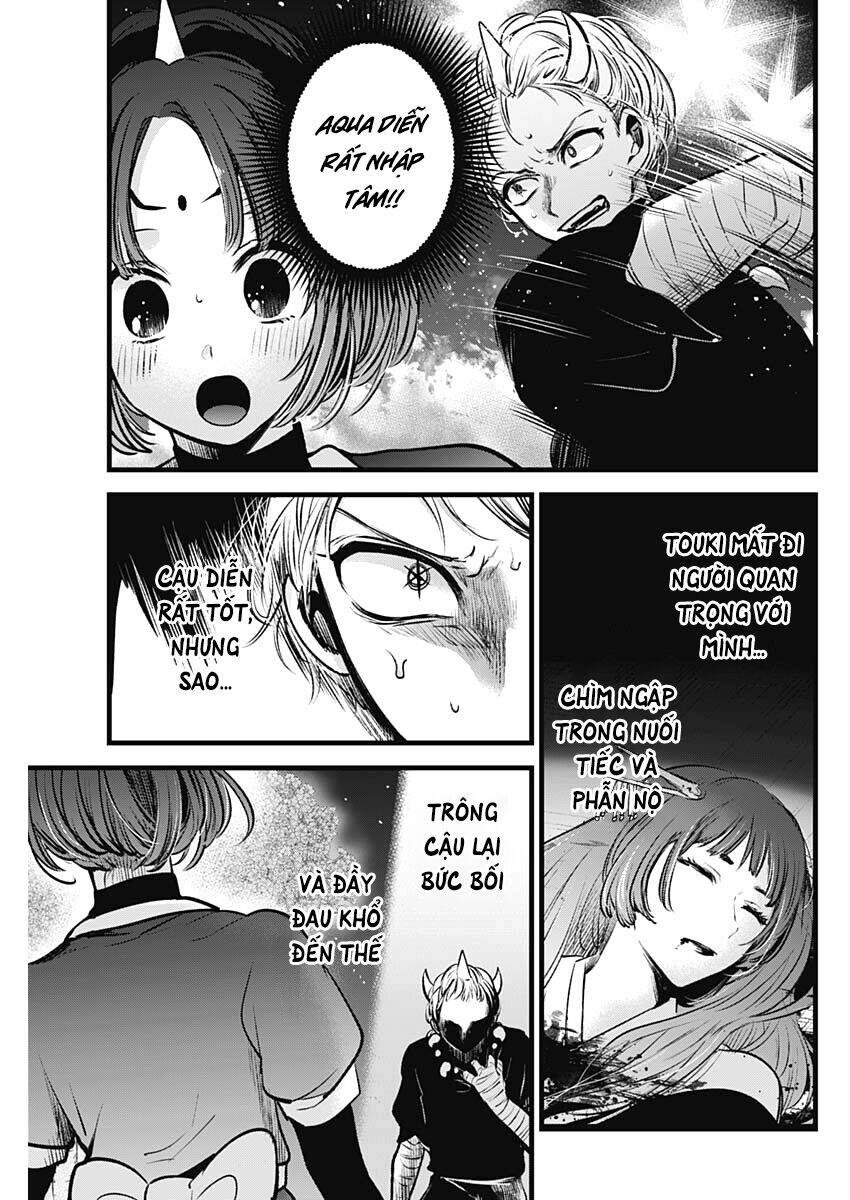 AQUA DIỄN
RẤT NHẬP
TÂM!!
TOUKI MẤT ĐI
NGƯỜI QUAN
TRỌNG VỚI
MÌNH...
CHÌM NGẬP
TRONG NUỐI
TIẾC VÀ
PHẪN NỘ
CẬU DIỄN
RẤT TỐT,
NHƯNG
SAO...
TRÔNG
CẬU LẠI
BỨC BỐI
VÀ ĐẦY
ĐAU KHỔ
ĐẾN THẾ